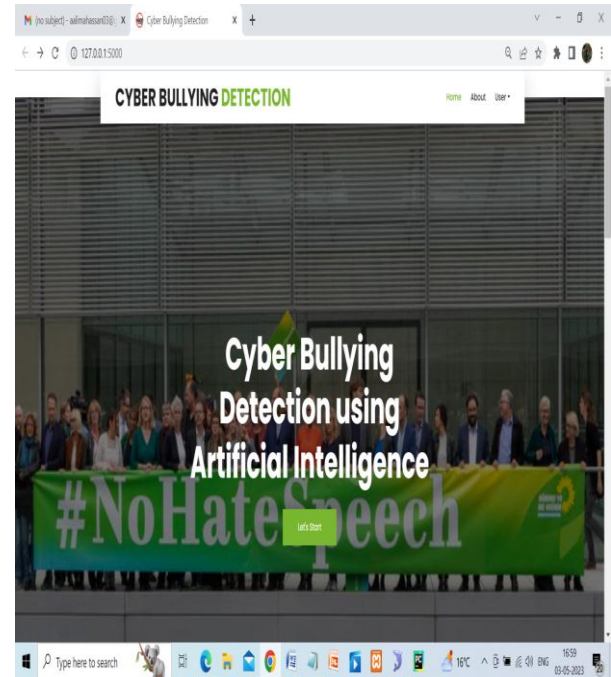 (no subject) - aalimahassan03@g
Cyber Bullying Detection
127.0.0.1:5000
CYBER BULLYING DETECTION
Home About User
Cyber Bullying
Detection using
Artificial Intelligence
#NoHateSpeech
Let's Start
Type here to search
16°C
ENG
16:59
03-05-2023
20